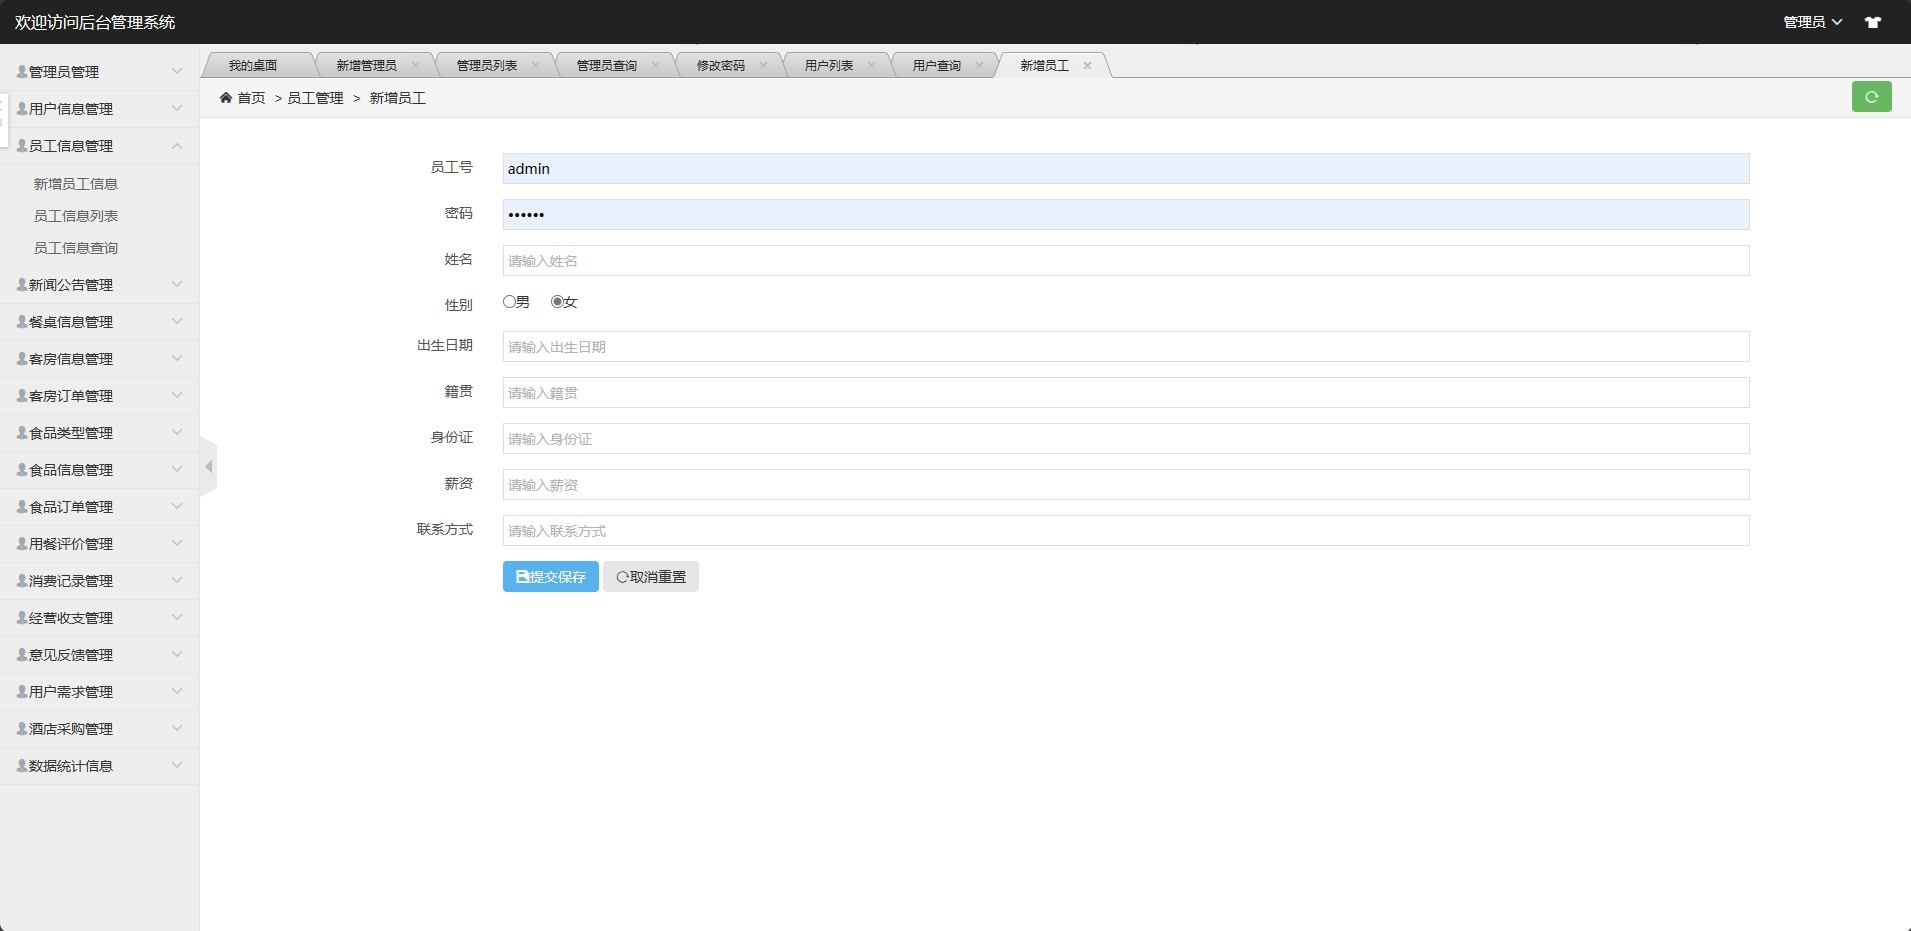 欢迎访问后台管理系统
管理员
管理员管理
用户信息管理
员工信息管理
新增员工信息
员工信息列表
员工信息查询
新闻公告管理
餐桌信息管理
客房信息管理
客房订单管理
食品类型管理
食品信息管理
食品订单管理
用餐评价管理
消费记录管理
经营收支管理
意见反馈管理
用户需求管理
酒店采购管理
数据统计信息
我的桌面 新增管理员 管理员列表 管理员查询 修改密码 用户列表 用户查询 新增员工
首页 > 员工管理 > 新增员工
员工号 admin
密码 ••••••
姓名 请输入姓名
性别 男 女
出生日期 请输入出生日期
籍贯 请输入籍贯
身份证 请输入身份证
薪资 请输入薪资
联系方式 请输入联系方式
提交保存 取消重置